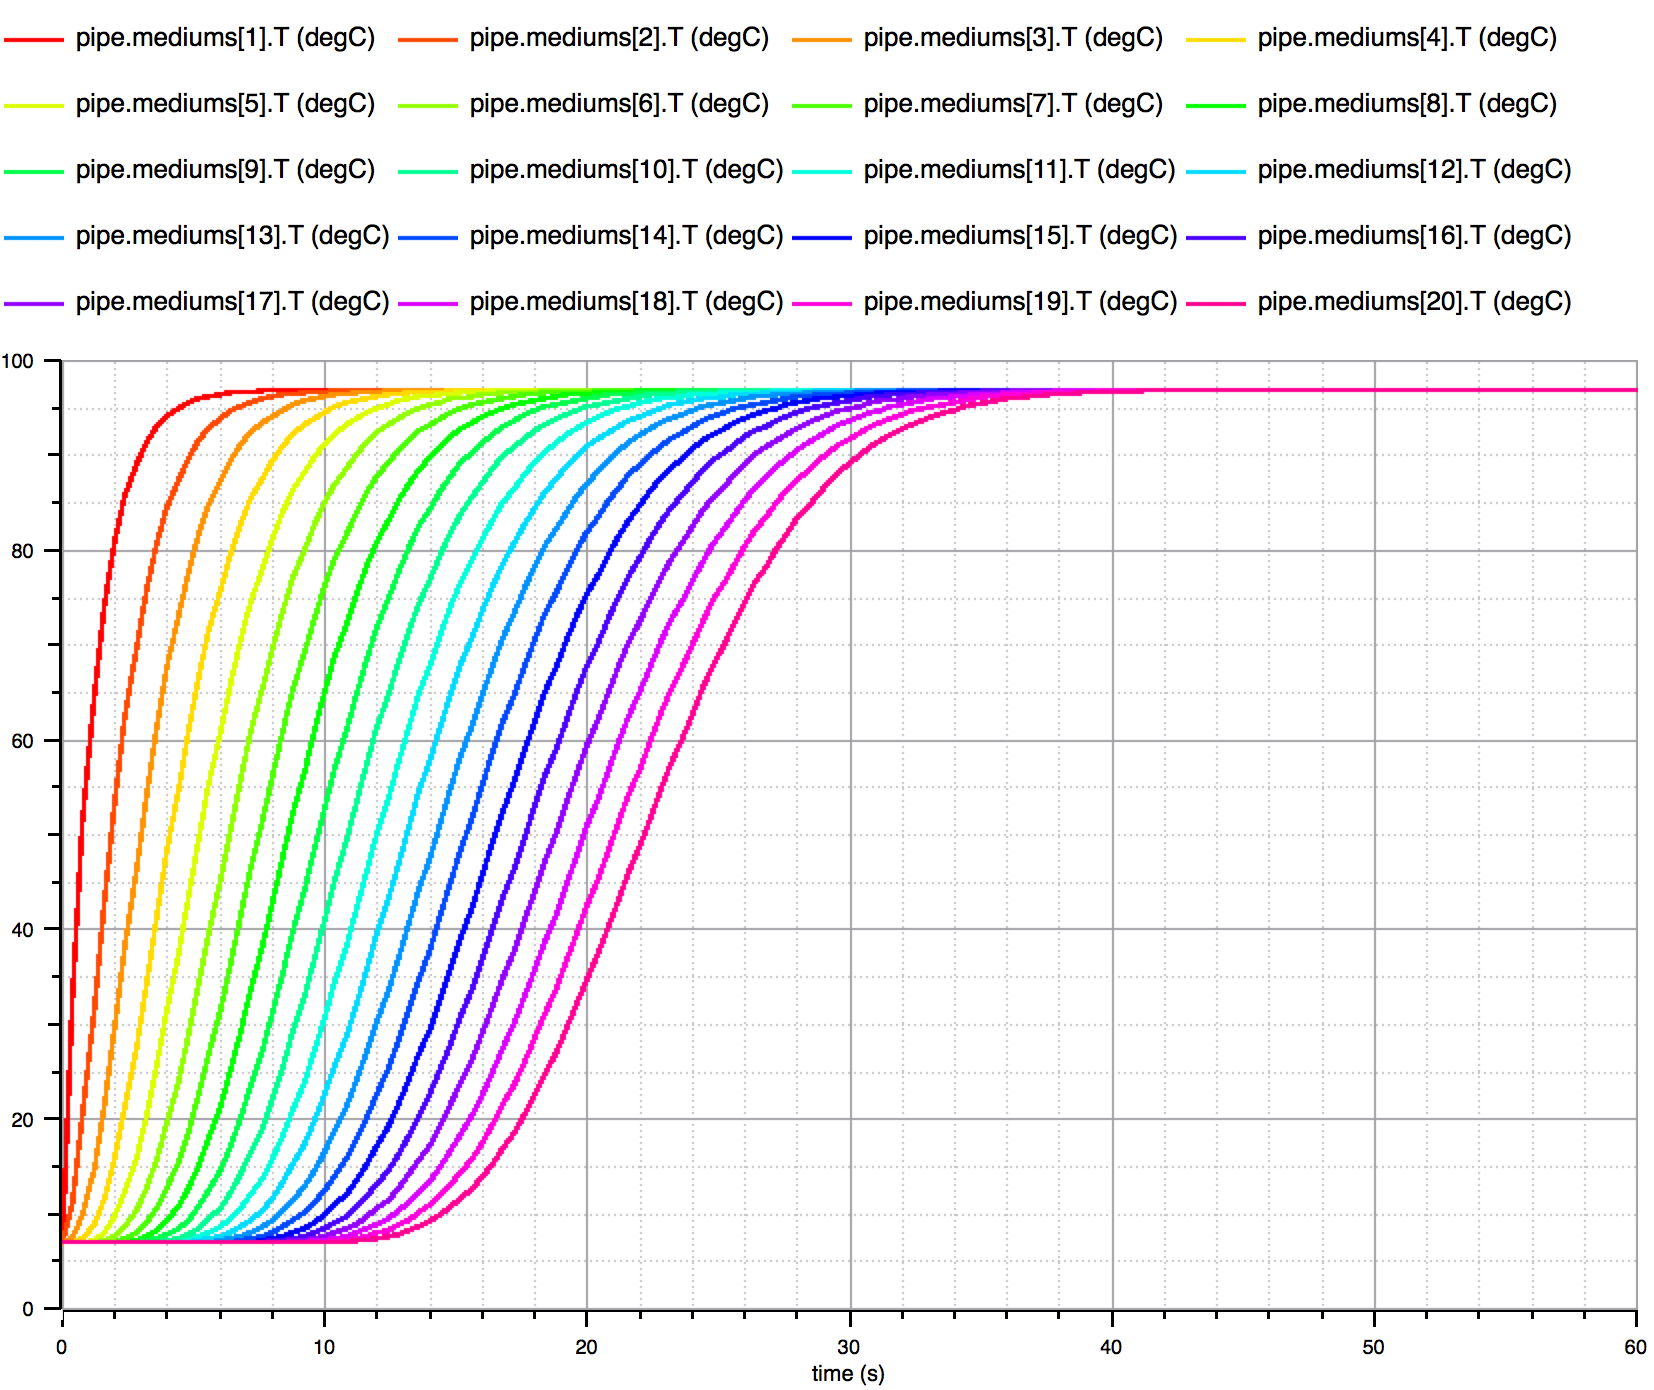 pipe.mediums[1].T (degC) pipe.mediums[2].T (degC) pipe.mediums[3].T (degC) pipe.mediums[4].T (degC)
pipe.mediums[5].T (degC) pipe.mediums[6].T (degC) pipe.mediums[7].T (degC) pipe.mediums[8].T (degC)
pipe.mediums[9].T (degC) pipe.mediums[10].T (degC) pipe.mediums[11].T (degC) pipe.mediums[12].T (degC)
pipe.mediums[13].T (degC) pipe.mediums[14].T (degC) pipe.mediums[15].T (degC) pipe.mediums[16].T (degC)
pipe.mediums[17].T (degC) pipe.mediums[18].T (degC) pipe.mediums[19].T (degC) pipe.mediums[20].T (degC)
100
80
60
40
20
0
0 10 20 30 40 50 60
time (s)